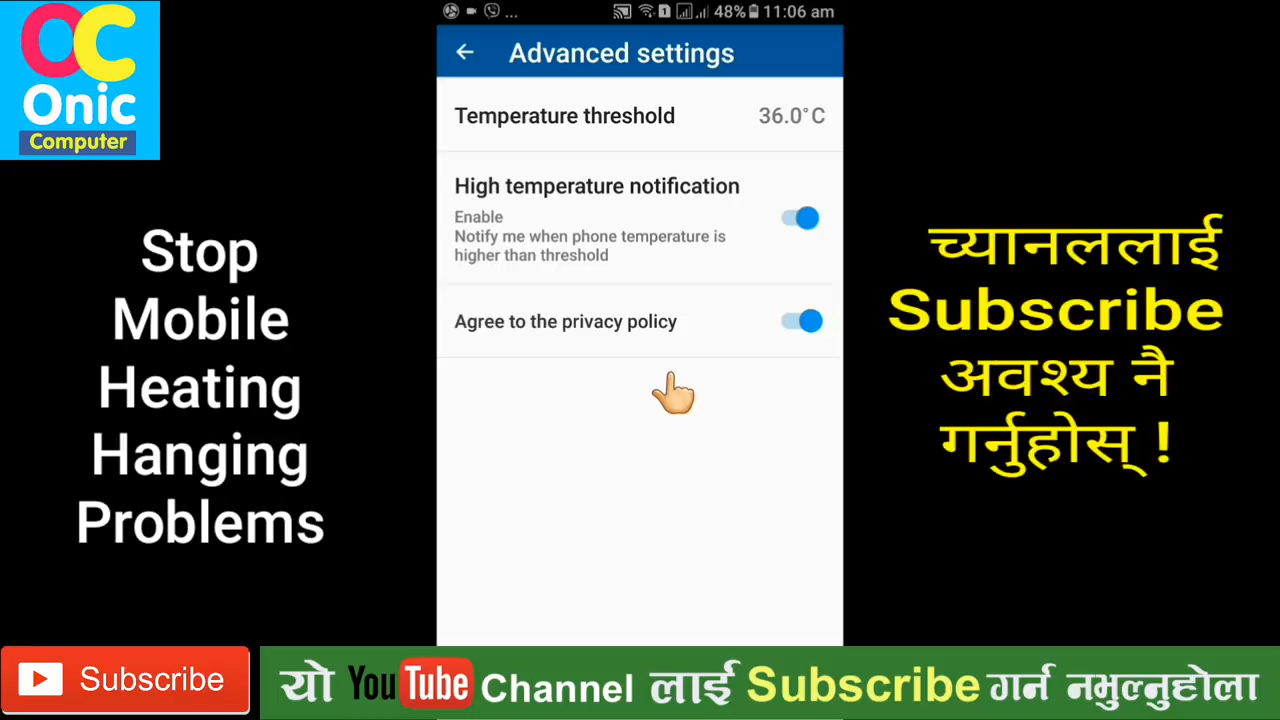 OC
Onic
Computer
Stop
Mobile
Heating
Hanging
Problems
... 1 48% 11:06 am
Advanced settings
Temperature threshold 36.0°C
High temperature notification
Enable
Notify me when phone temperature is
higher than threshold
Agree to the privacy policy
च्यानललाई
Subscribe
अवश्य नै
गर्नुहोस् !
Subscribe
यो YouTube Channel लाई Subscribe गर्न नभुल्नुहोला